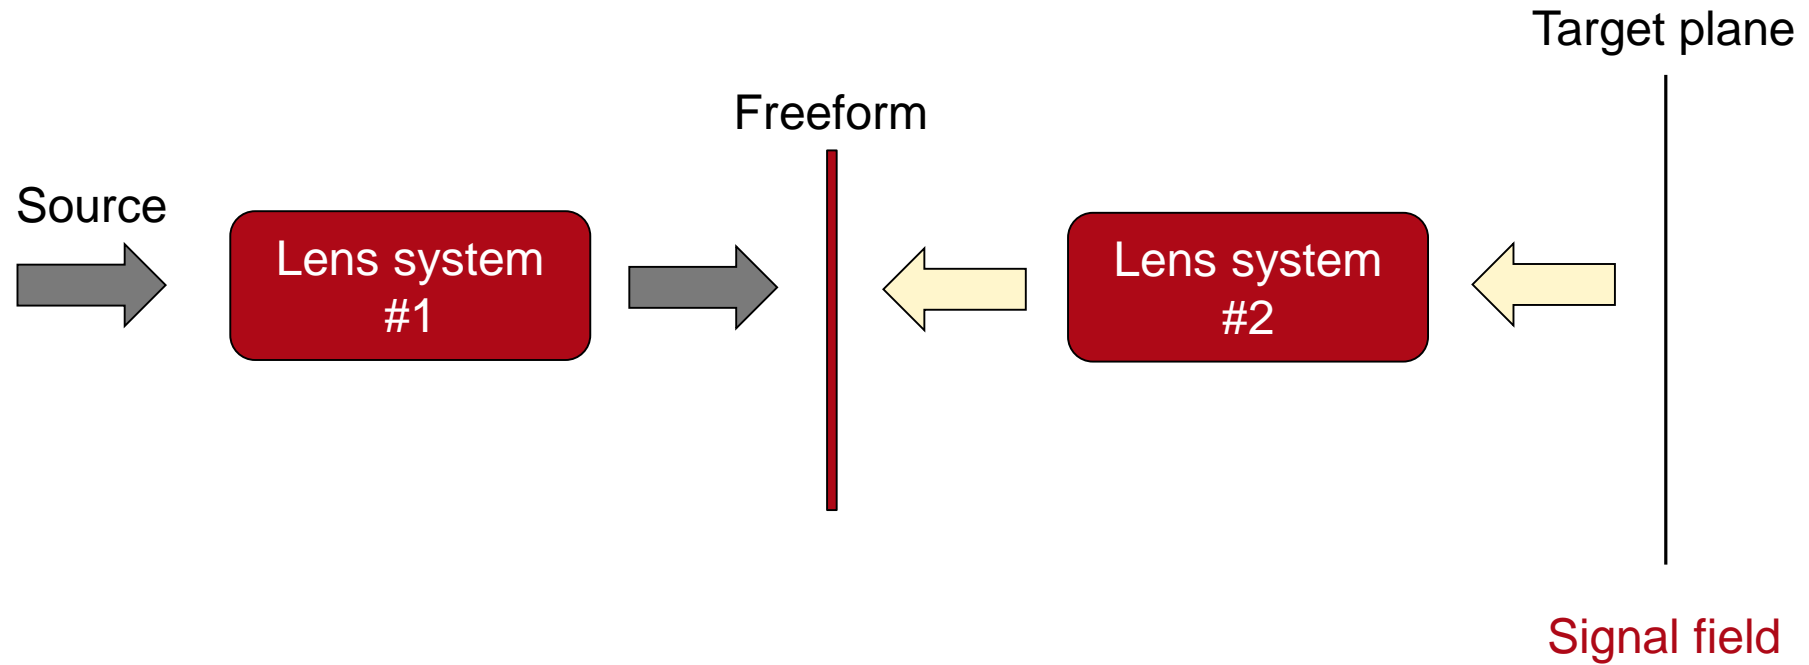 Target plane
Freeform
Source
Lens system
#1
Lens system
#2
Signal field